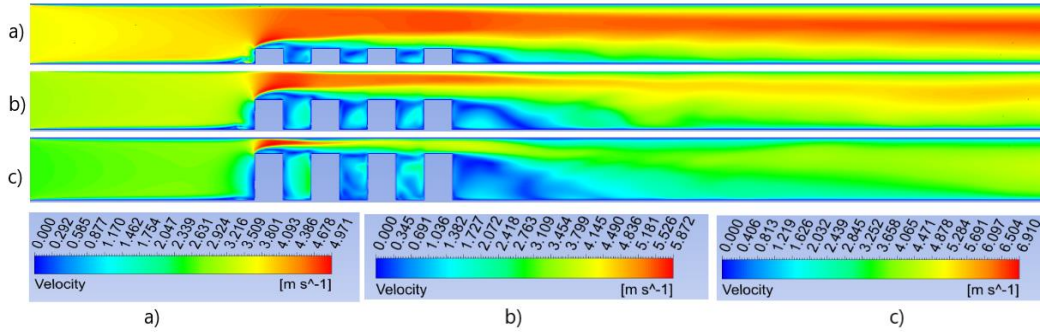 a)
b)
c)
0.000 0.292 0.585 0.877 1.170 1.462 1.754 2.047 2.339 2.631 2.924 3.216 3.509 3.801 4.093 4.386 4.678 4.971
Velocity [m s^-1]
0.000 0.345 0.691 1.036 1.382 1.727 2.072 2.418 2.763 3.109 3.454 3.799 4.145 4.490 4.836 5.181 5.526 5.872
Velocity [m s^-1]
0.000 0.406 0.813 1.219 1.626 2.032 2.439 2.845 3.252 3.658 4.065 4.471 4.878 5.284 5.691 6.097 6.504 6.910
Velocity [m s^-1]
a) b) c)